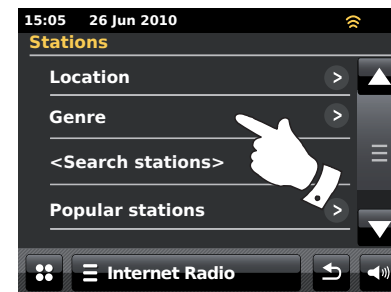 15:05 26 Jun 2010
Stations
Location >
Genre >
<Search stations>
Popular stations >
Internet Radio